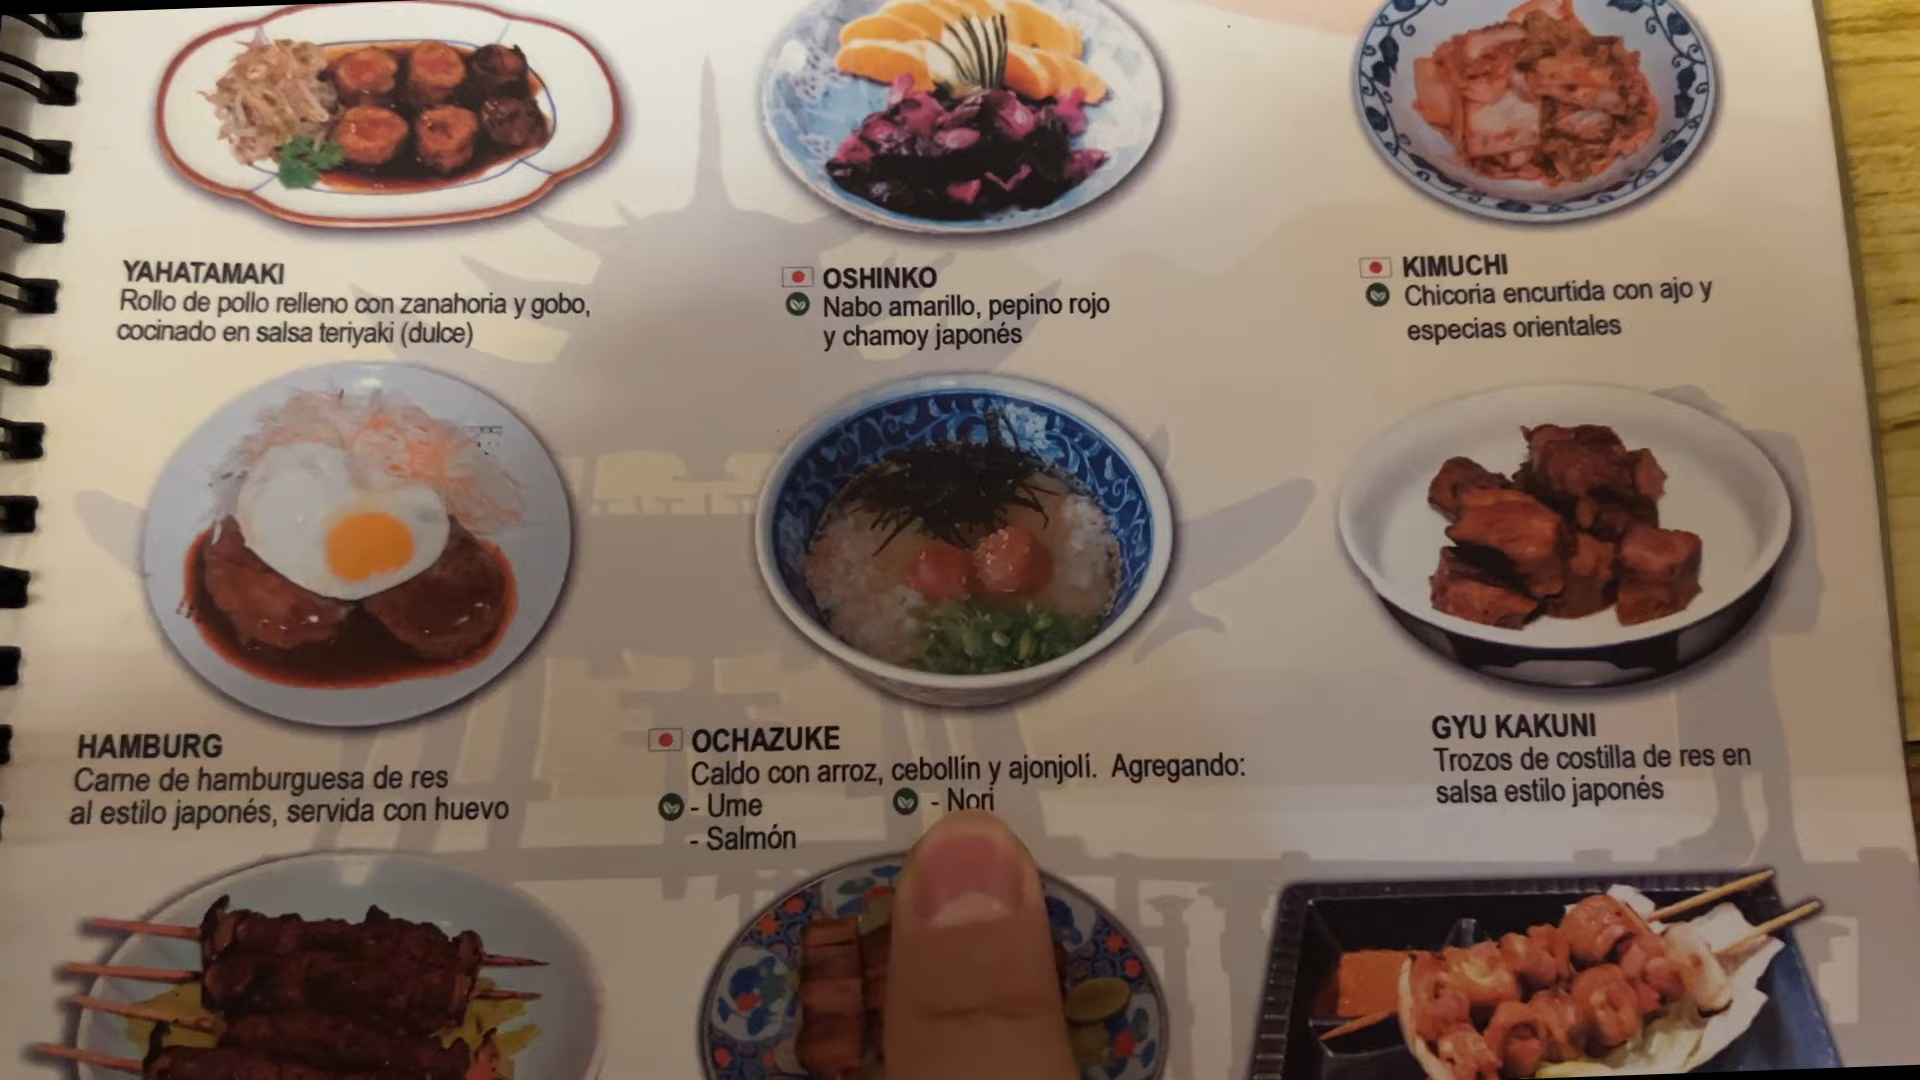 YAHATAMAKI
Rollo de pollo relleno con zanahoria y gobo,
cocinado en salsa teriyaki (dulce)
OSHINKO
Nabo amarillo, pepino rojo
y chamoy japonés
KIMUCHI
Chicoria encurtida con ajo y
especias orientales
HAMBURG
Carne de hamburguesa de res
al estilo japonés, servida con huevo
OCHAZUKE
Caldo con arroz, cebollín y ajonjolí. Agregando:
- Ume - Nori
- Salmón
GYU KAKUNI
Trozos de costilla de res en
salsa estilo japonés